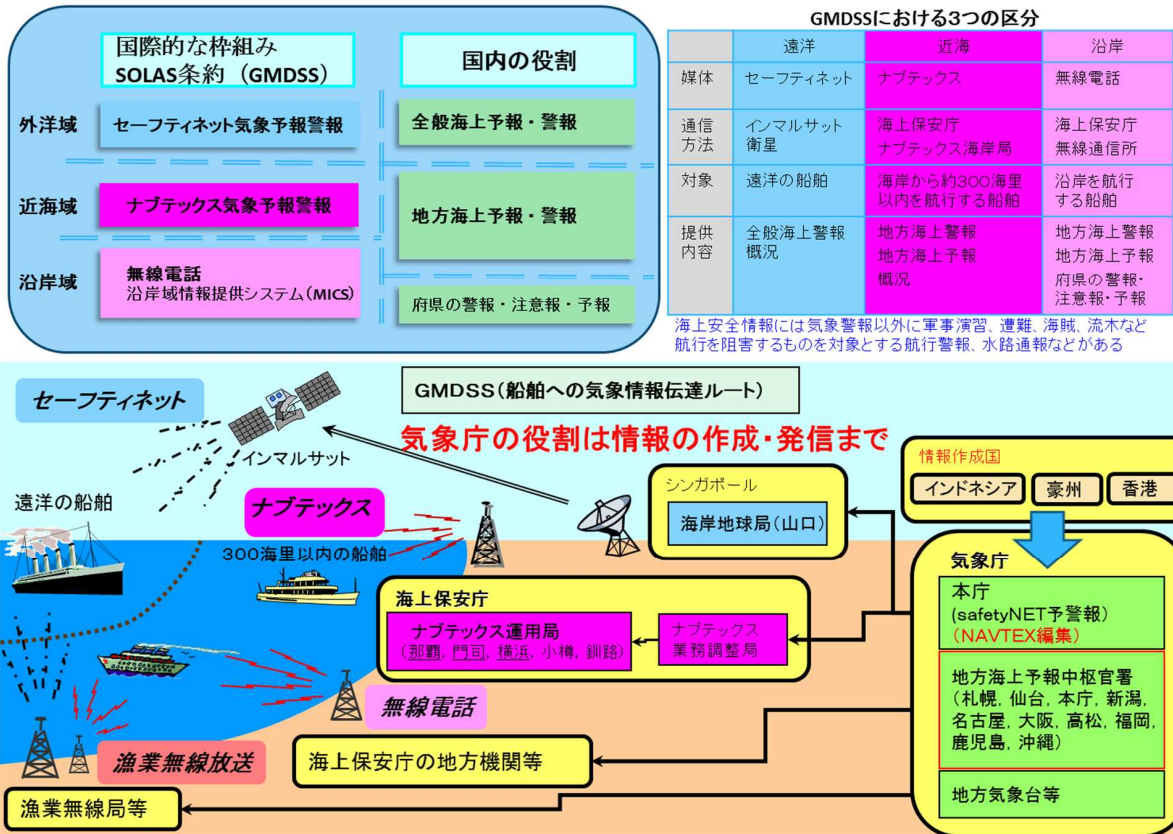 国際的な枠組み
SOLAS条約（GMDSS）
国内の役割
外洋域
セーフティネット気象予報警報
全般海上予報・警報
近海域
ナブテックス気象予報警報
地方海上予報・警報
沿岸域
無線電話
沿岸域情報提供システム(MICS)
府県の警報・注意報・予報
GMDSSにおける3つの区分
遠洋
近海
沿岸
媒体
セーフティネット
ナブテックス
無線電話
通信
方法
インマルサット
衛星
海上保安庁
ナブテックス海岸局
海上保安庁
無線通信所
対象
遠洋の船舶
海岸から約300海里
以内を航行する船舶
沿岸を航行
する船舶
提供
内容
全般海上警報
概況
地方海上警報
地方海上予報
概況
地方海上警報
地方海上予報
府県の警報・
注意報・予報
海上安全情報には気象警報以外に軍事演習、遭難、海賊、流木など
航行を阻害するものを対象とする航行警報、水路通報などがある
セーフティネット
GMDSS（船舶への気象情報伝達ルート）
気象庁の役割は情報の作成・発信まで
インマルサット
情報作成国
インドネシア
豪州
香港
遠洋の船舶
ナブテックス
300海里以内の船舶
シンガポール
海岸地球局（山口）
海上保安庁
ナブテックス運用局
（那覇, 門司, 横浜, 小樽, 釧路）
ナブテックス
業務調整局
気象庁
本庁
(safetyNET予警報)
（NAVTEX編集）
地方海上予報中枢官署
（札幌, 仙台, 本庁, 新潟,
名古屋, 大阪, 高松, 福岡,
鹿児島, 沖縄）
地方気象台等
無線電話
漁業無線放送
海上保安庁の地方機関等
漁業無線局等